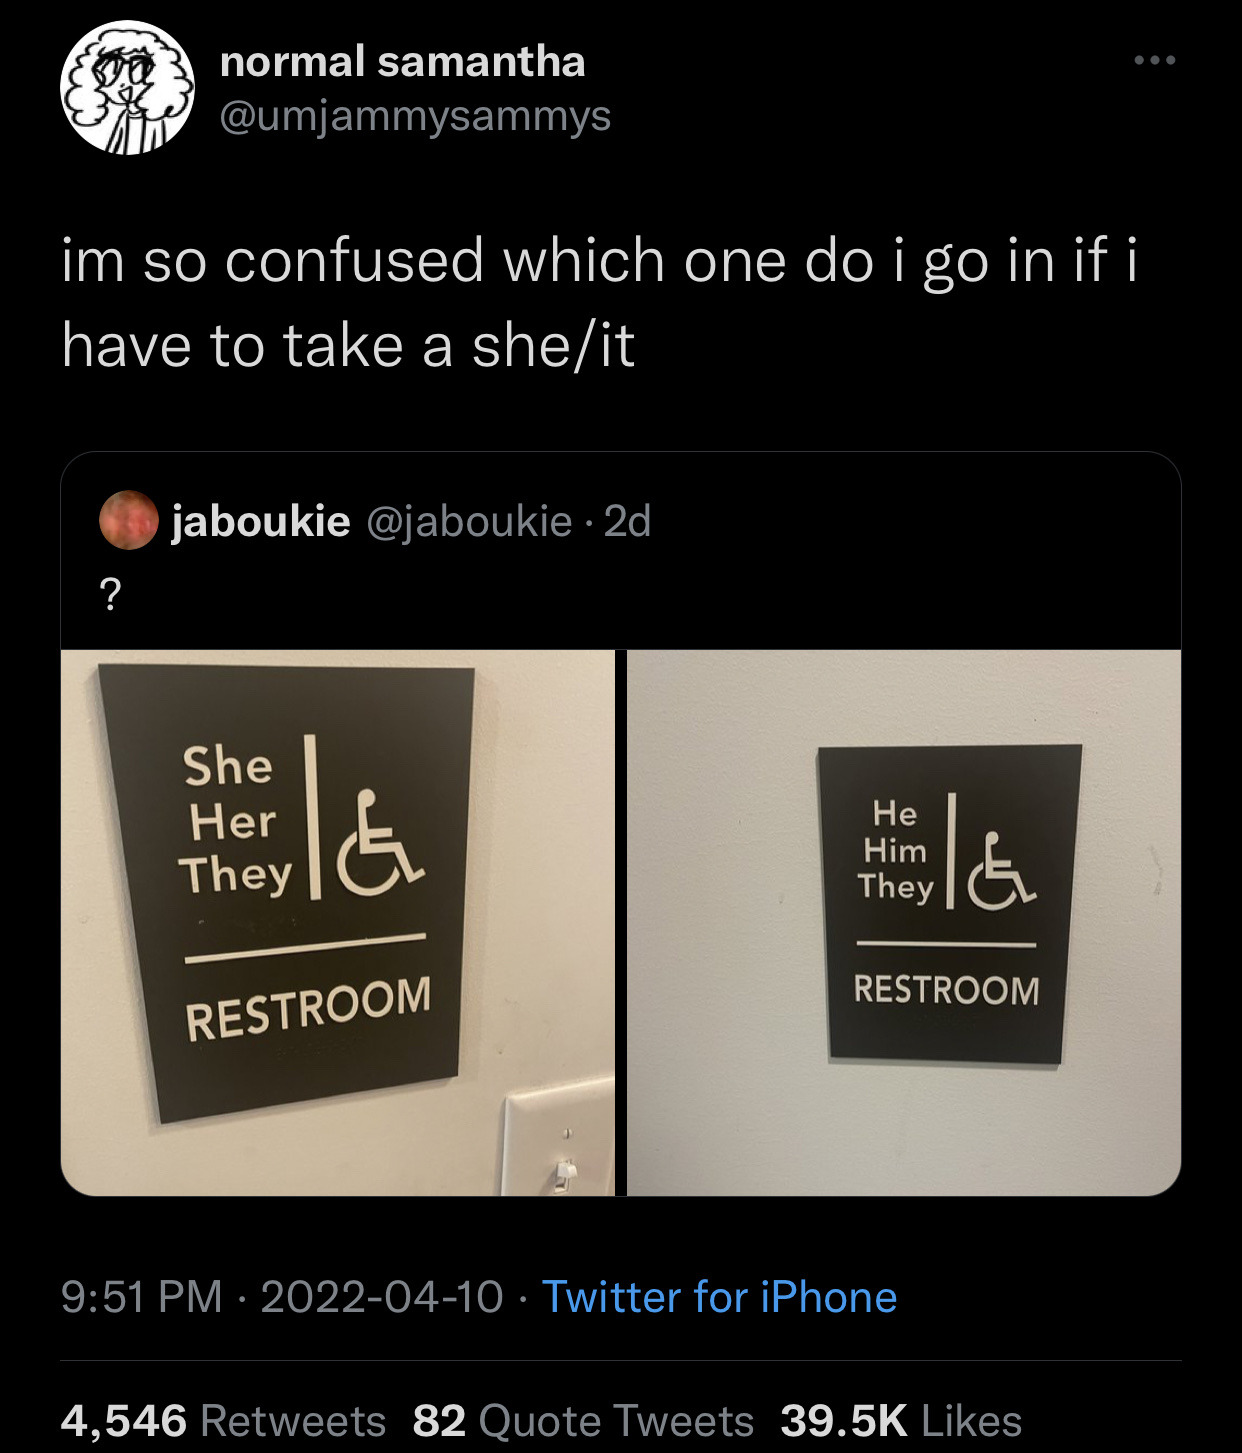 normal samantha
@umjammysammys
im so confused which one do i go in if i
have to take a she/it
jaboukie @jaboukie · 2d
?
She
Her
They
RESTROOM
He
Him
They
RESTROOM
9:51 PM · 2022-04-10 · Twitter for iPhone
4,546 Retweets 82 Quote Tweets 39.5K Likes